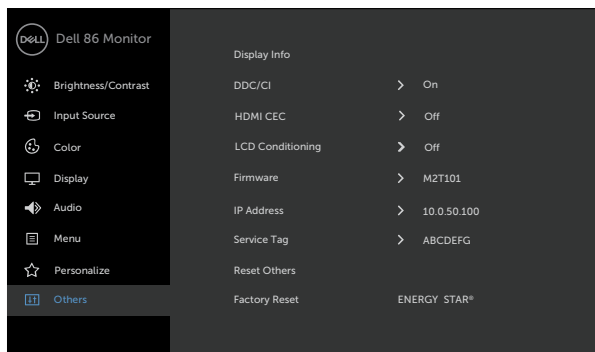 DELL Dell 86 Monitor
Display Info
Brightness/Contrast DDC/CI On
Input Source HDMI CEC Off
Color LCD Conditioning Off
Display Firmware M2T101
Audio IP Address 10.0.50.100
Menu Service Tag ABCDEFG
Personalize Reset Others
Others Factory Reset ENERGY STAR®